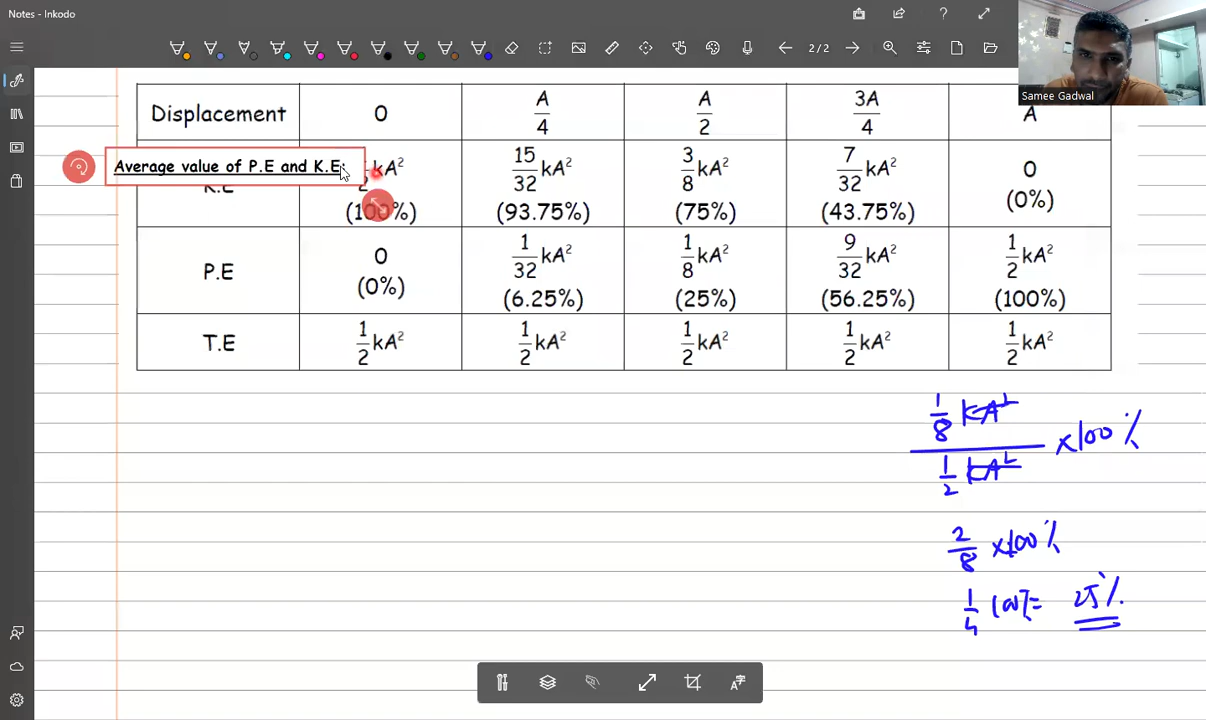 Notes - Inkodo
2/2
Samee Gadwal
Displacement 0 A/4 A/2 3A/4 A
Average value of P.E and K.E:
K.E kA² 15/32 kA² 3/8 kA² 7/32 kA² 0
2 (100%) (93.75%) (75%) (43.75%) (0%)
P.E 0 1/32 kA² 1/8 kA² 9/32 kA² 1/2 kA²
(0%) (6.25%) (25%) (56.25%) (100%)
T.E 1/2 kA² 1/2 kA² 1/2 kA² 1/2 kA² 1/2 kA²
1/8 KA²
1/2 KA² ×100%
2/8 ×100%
1/4 100% = 25%